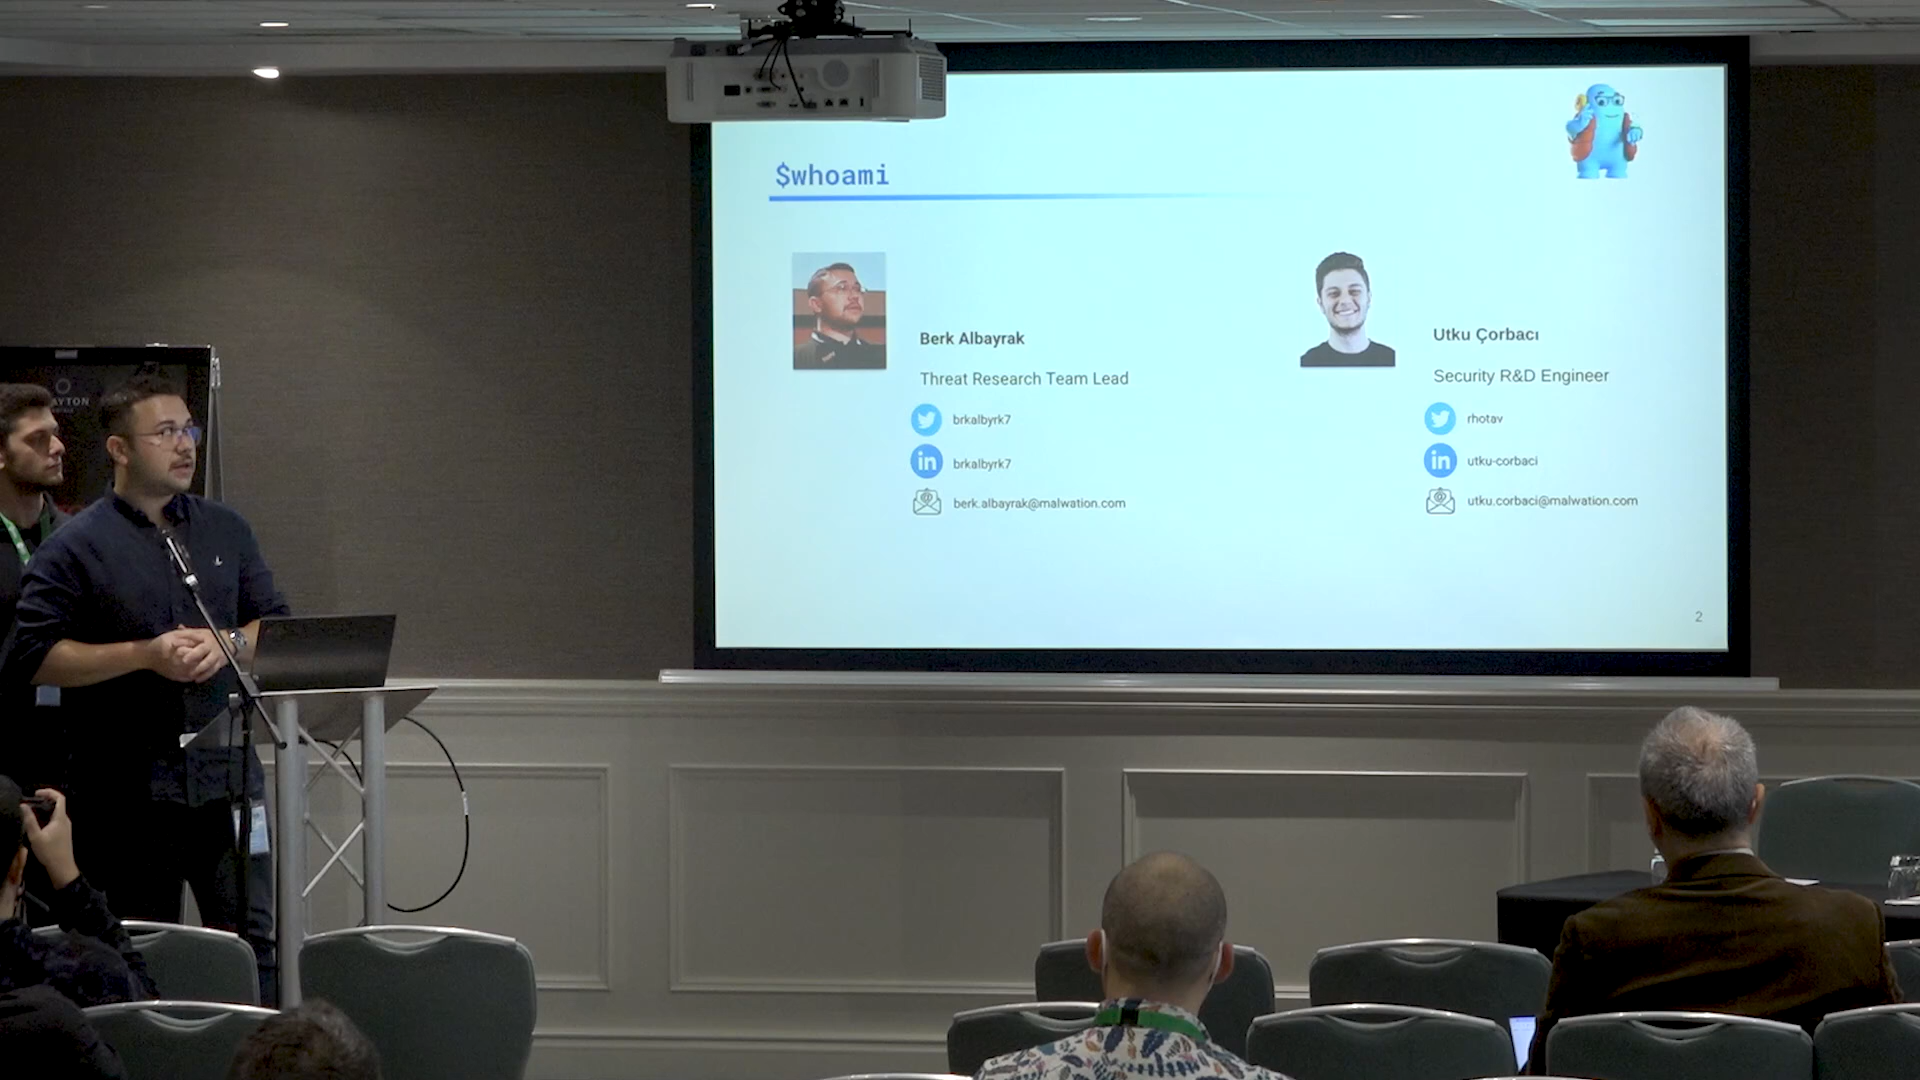 $whoami
Berk Albayrak
Threat Research Team Lead
brkalbyrk7
brkalbyrk7
berk.albayrak@malwation.com
Utku Çorbacı
Security R&D Engineer
rhotav
utku-corbaci
utku.corbaci@malwation.com
2